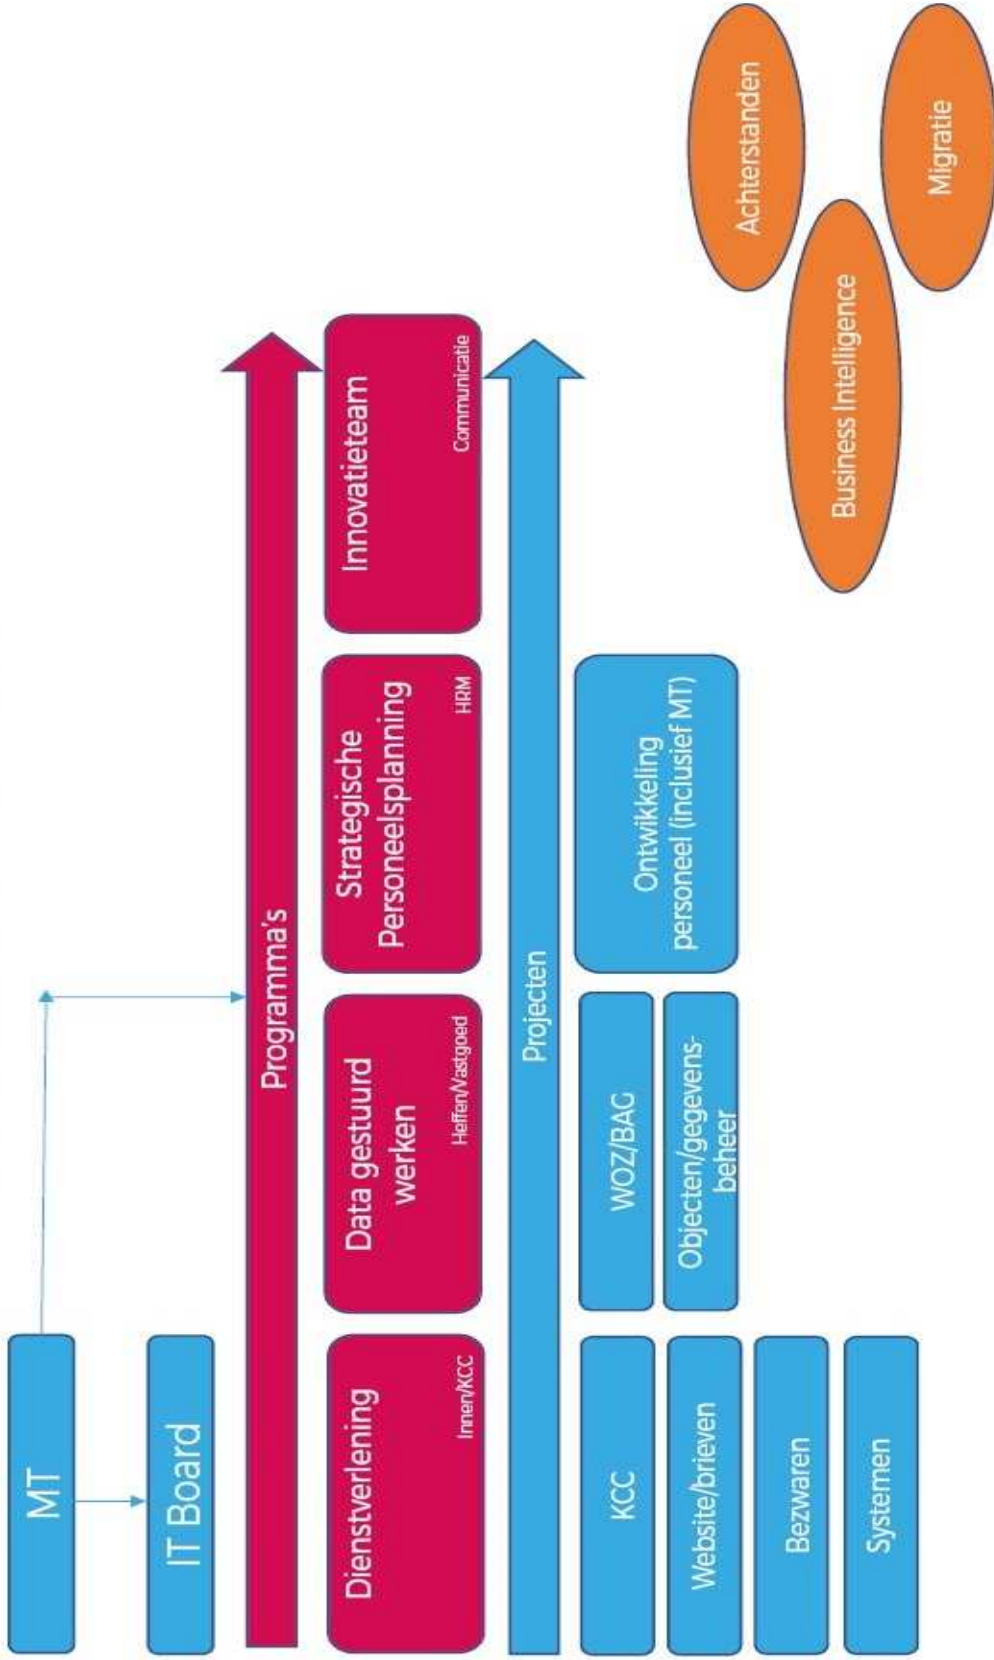 MT
IT Board
Programma's
Dienstverlening
Innen/KCC
Data gestuurd
werken
Heffen/Vastgoed
Strategische
Personeelsplanning
HRM
Innovatieteam
Communicatie
Projecten
KCC
Website/brieven
Bezwaren
Systemen
WOZ/BAG
Objecten/gegevens-
beheer
Ontwikkeling
personeel (inclusief MT)
Achterstanden
Business Intelligence
Migratie